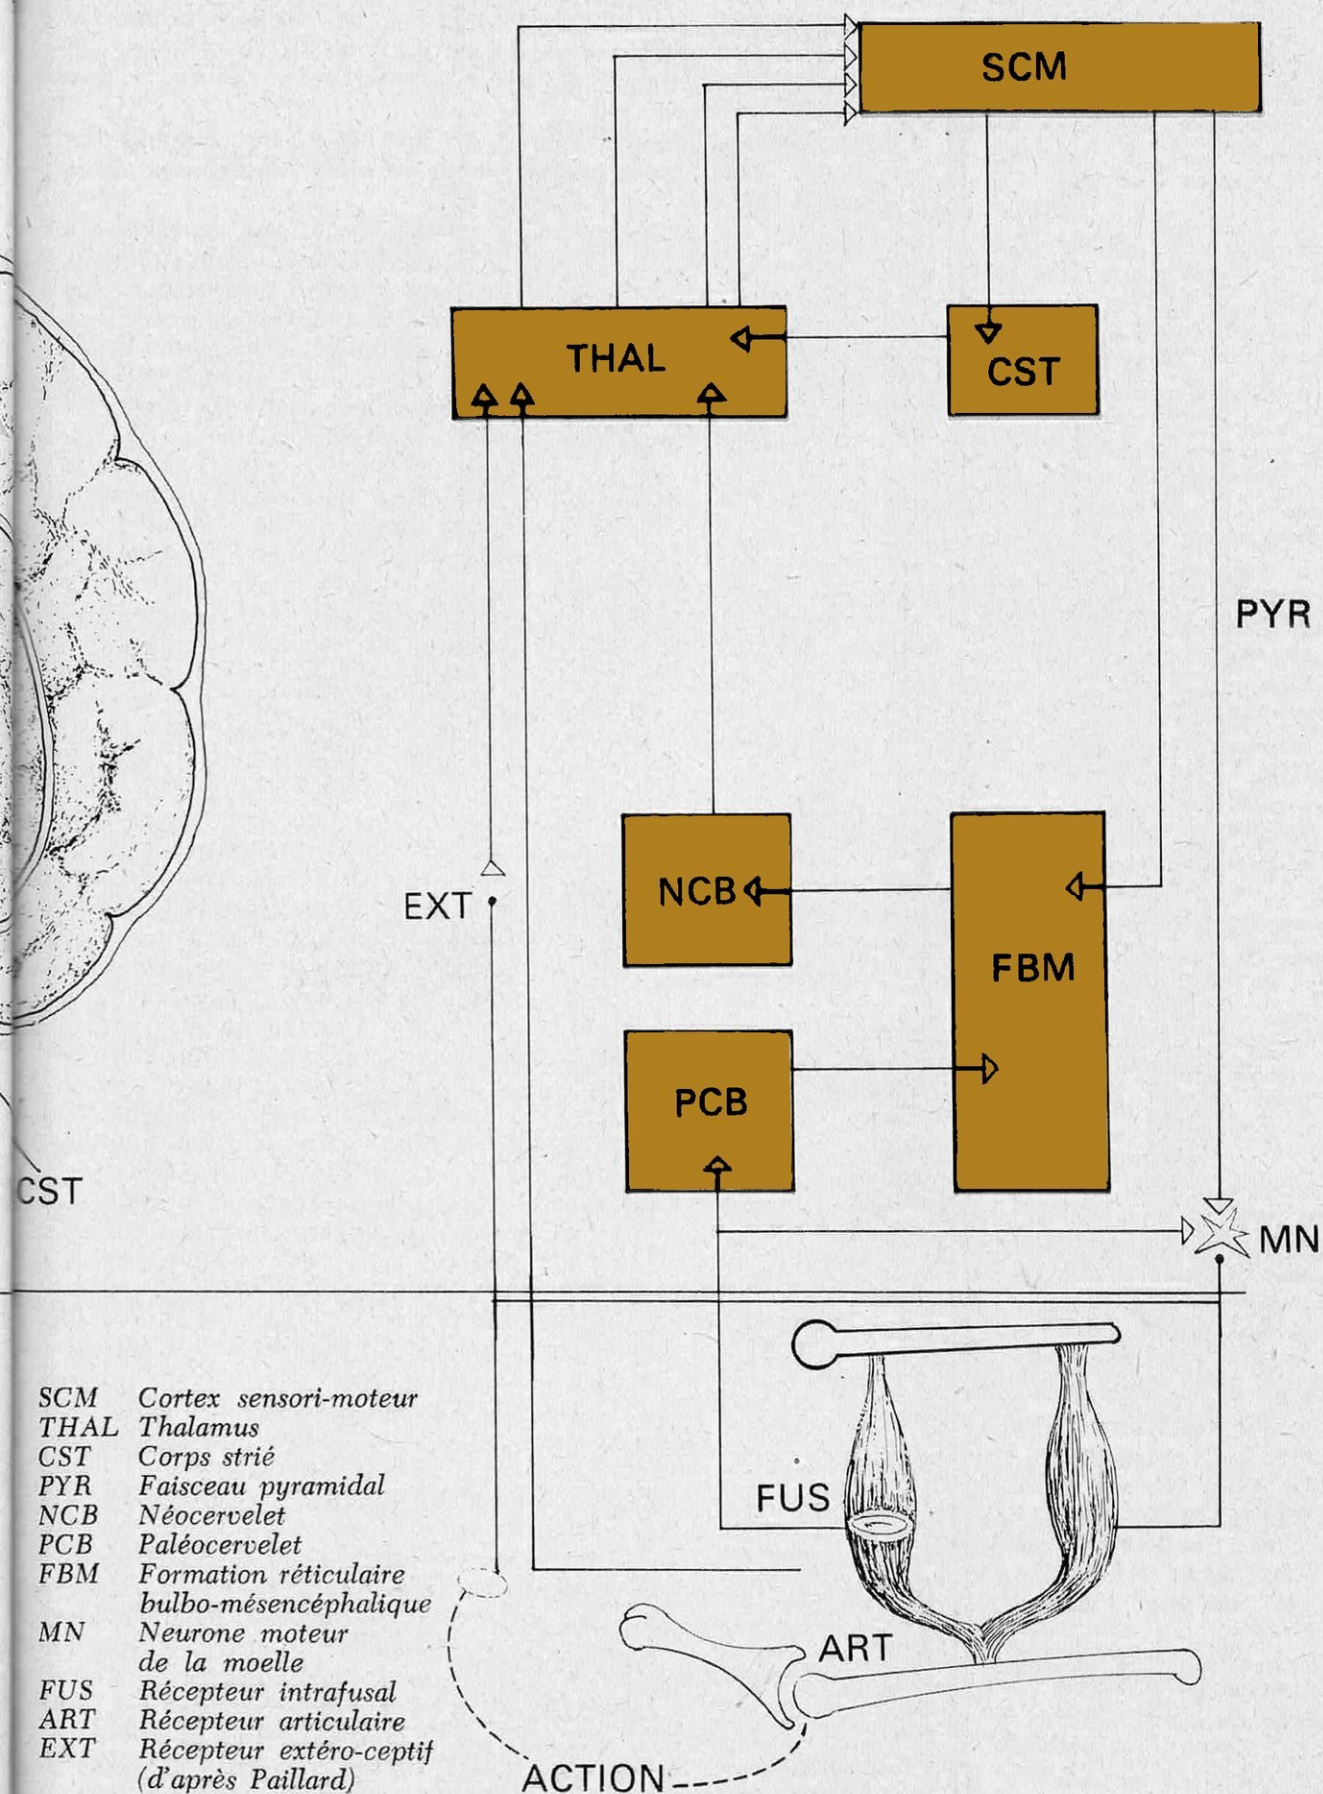 SCM
THAL
CST
PYR
NCB
EXT
FBM
PCB
CST
MN
FUS
ART
ACTION
SCM Cortex sensori-moteur
THAL Thalamus
CST Corps strié
PYR Faisceau pyramidal
NCB Néocervelet
PCB Paléocervelet
FBM Formation réticulaire
bulbo-mésencéphalique
MN Neurone moteur
de la moelle
FUS Récepteur intrafusal
ART Récepteur articulaire
EXT Récepteur extéro-ceptif
(d'après Paillard)